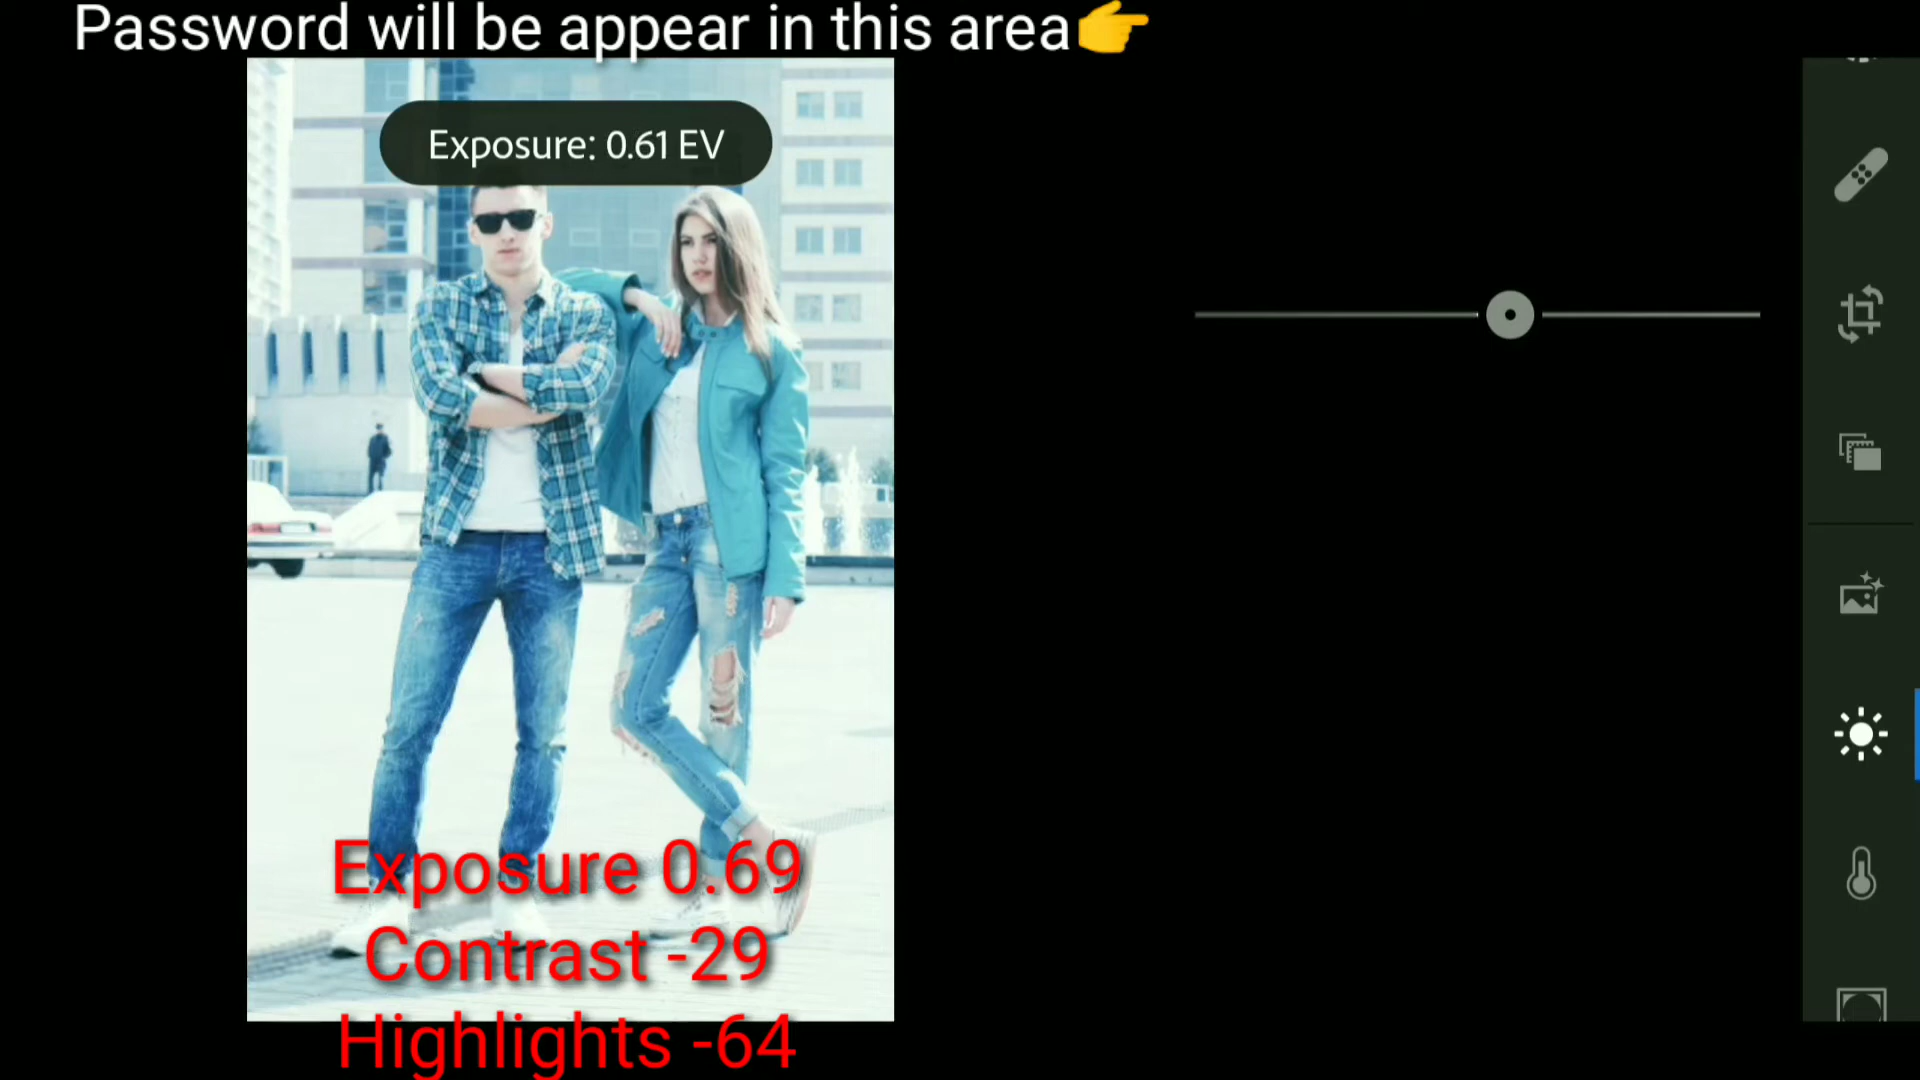 Password will be appear in this area👉
Exposure: 0.61 EV
Exposure 0.69
Contrast -29
Highlights -64